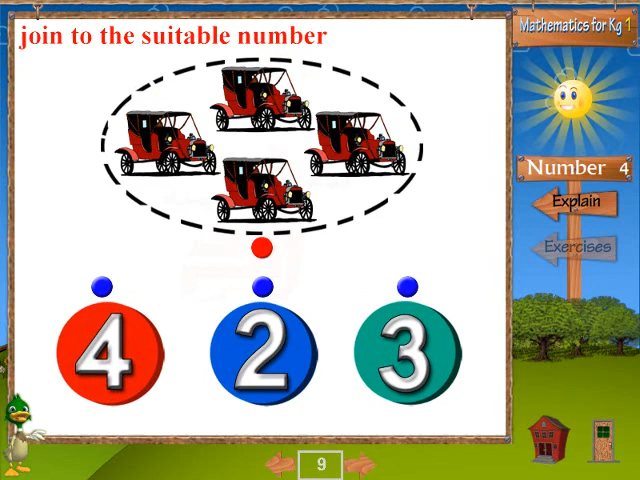 join to the suitable number
Mathematics for Kg 1
Number 4
Explain
Exercises
4 2 3
9